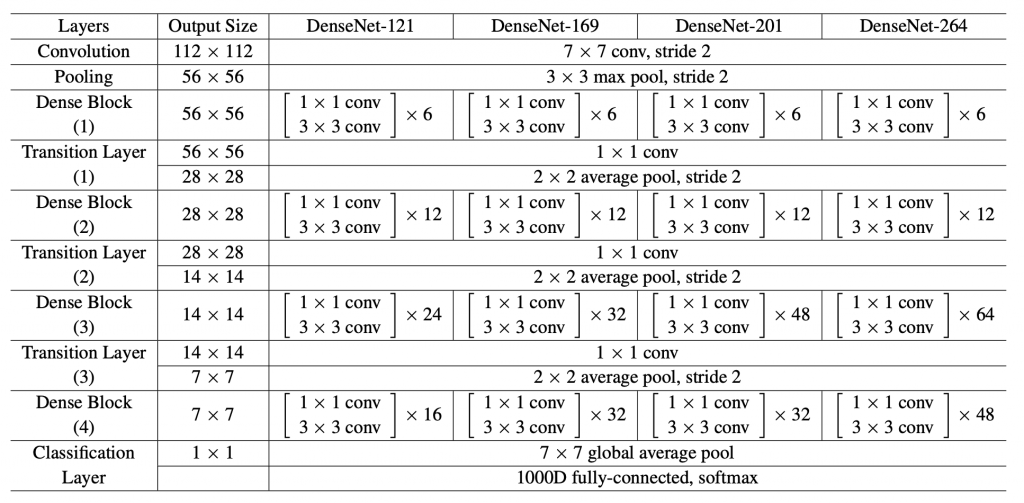 Layers Output Size DenseNet-121 DenseNet-169 DenseNet-201 DenseNet-264
Convolution 112 × 112 7 × 7 conv, stride 2
Pooling 56 × 56 3 × 3 max pool, stride 2
Dense Block (1) 56 × 56 [ 1 × 1 conv 3 × 3 conv ] × 6 [ 1 × 1 conv 3 × 3 conv ] × 6 [ 1 × 1 conv 3 × 3 conv ] × 6 [ 1 × 1 conv 3 × 3 conv ] × 6
Transition Layer 56 × 56 1 × 1 conv
(1) 28 × 28 2 × 2 average pool, stride 2
Dense Block (2) 28 × 28 [ 1 × 1 conv 3 × 3 conv ] × 12 [ 1 × 1 conv 3 × 3 conv ] × 12 [ 1 × 1 conv 3 × 3 conv ] × 12 [ 1 × 1 conv 3 × 3 conv ] × 12
Transition Layer 28 × 28 1 × 1 conv
(2) 14 × 14 2 × 2 average pool, stride 2
Dense Block (3) 14 × 14 [ 1 × 1 conv 3 × 3 conv ] × 24 [ 1 × 1 conv 3 × 3 conv ] × 32 [ 1 × 1 conv 3 × 3 conv ] × 48 [ 1 × 1 conv 3 × 3 conv ] × 64
Transition Layer 14 × 14 1 × 1 conv
(3) 7 × 7 2 × 2 average pool, stride 2
Dense Block (4) 7 × 7 [ 1 × 1 conv 3 × 3 conv ] × 16 [ 1 × 1 conv 3 × 3 conv ] × 32 [ 1 × 1 conv 3 × 3 conv ] × 32 [ 1 × 1 conv 3 × 3 conv ] × 48
Classification 1 × 1 7 × 7 global average pool
Layer 1000D fully-connected, softmax